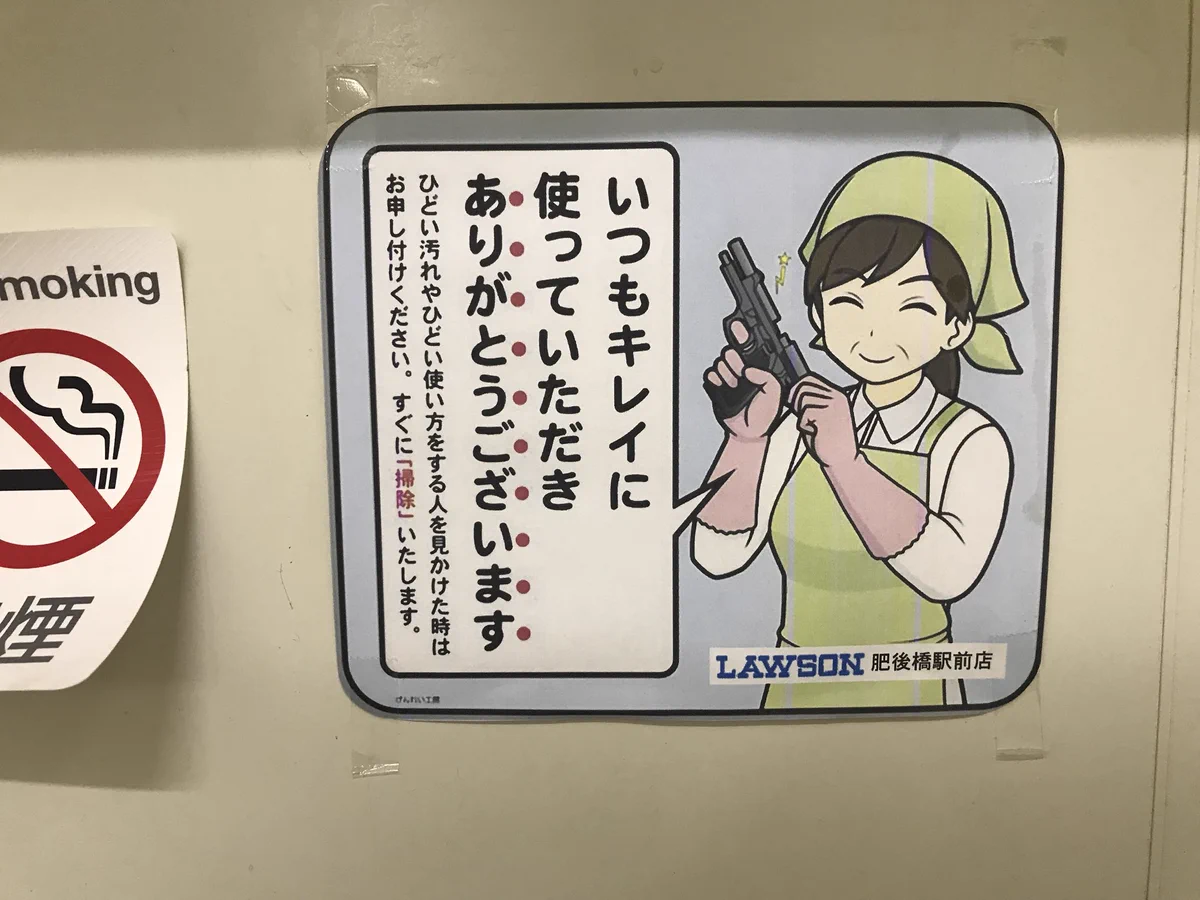 moking
煙
いつもキレイに
使っていただき
ありがとうございます
ひどい汚れやひどい使い方をする人を見かけた時は
お申し付けください。すぐに「掃除」いたします。
LAWSON 肥後橋駅前店
げんれい工房